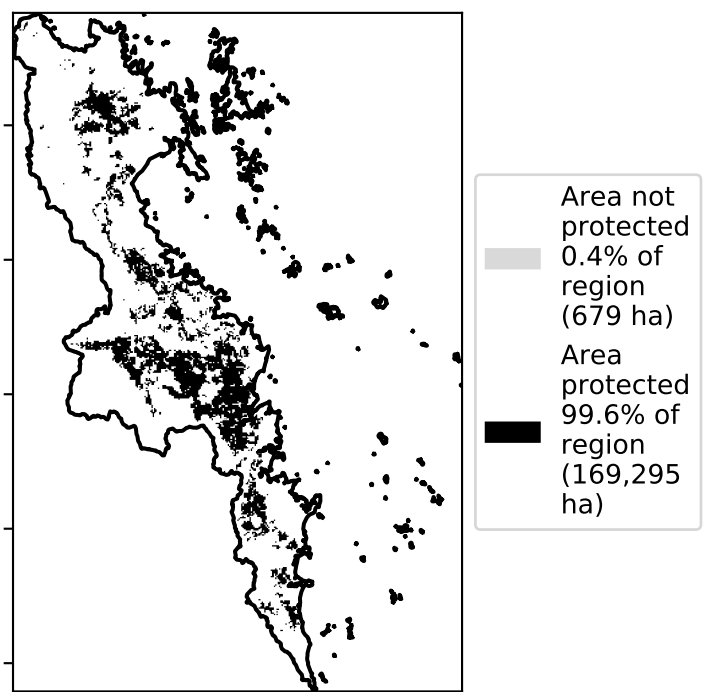 Area not
protected
0.4% of
region
(679 ha)
Area
protected
99.6% of
region
(169,295
ha)